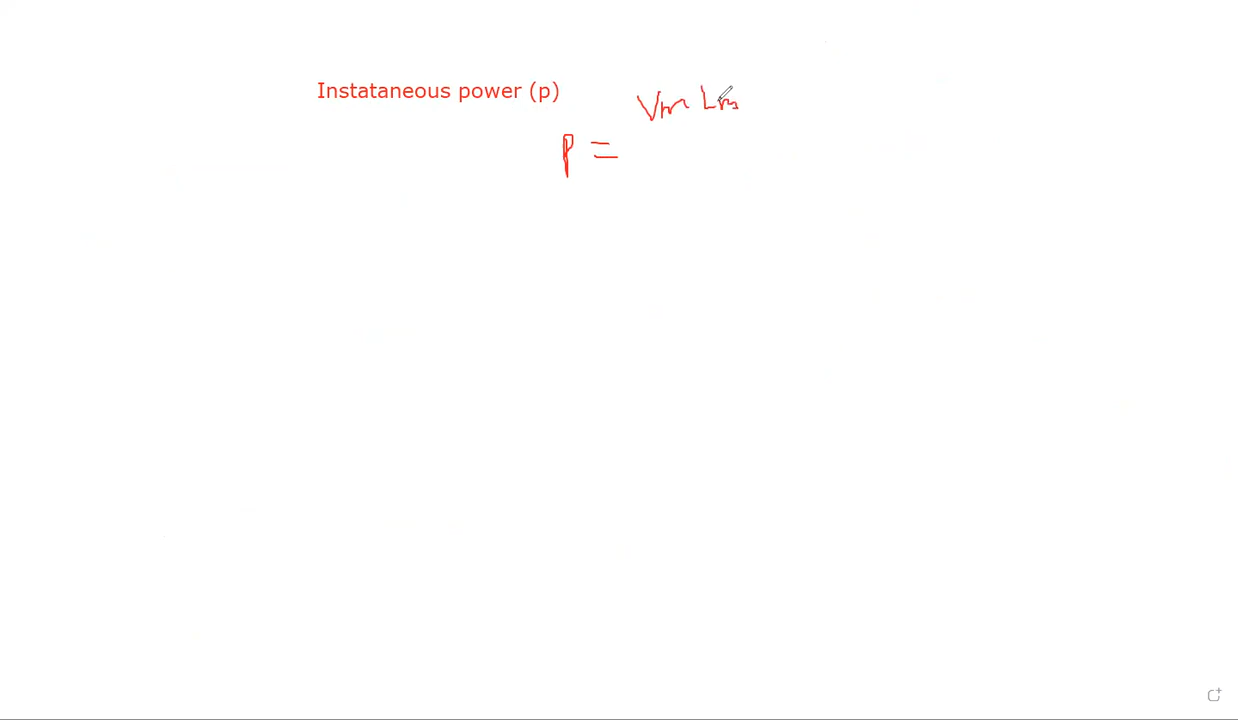 Instataneous power (p)
Vm Im
p =